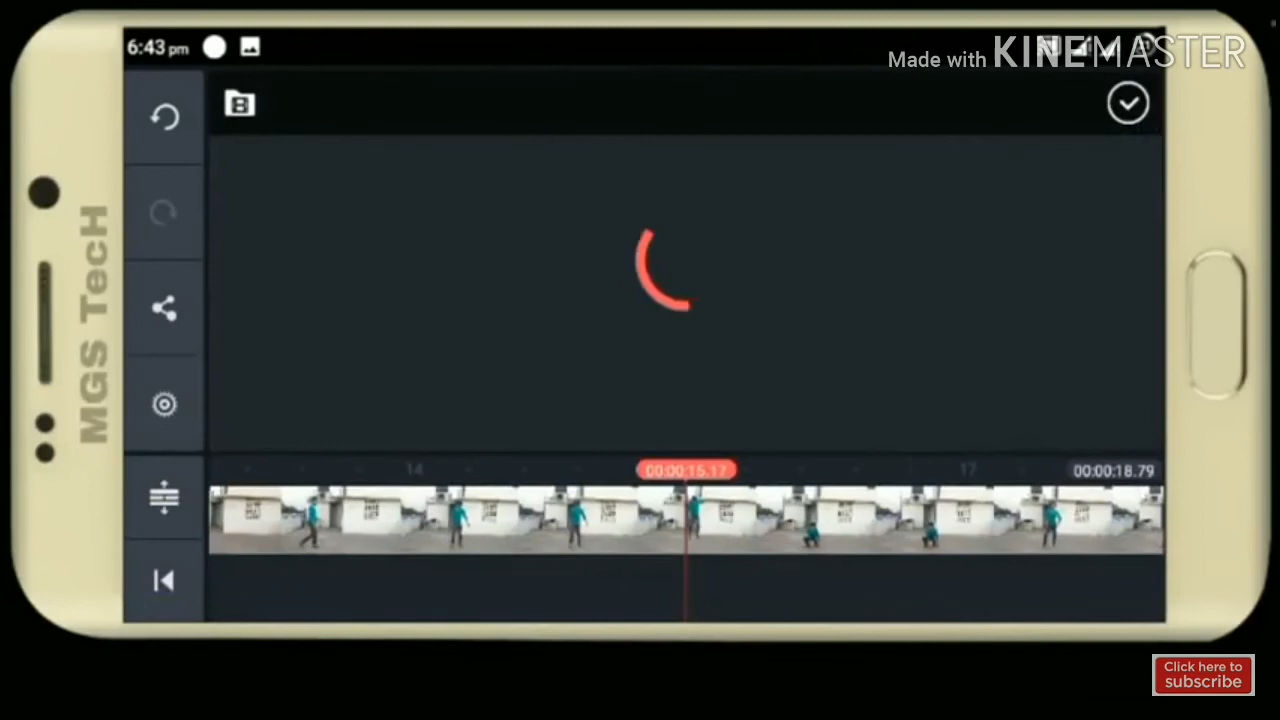 6:43 pm
Made with KINEMASTER
MGS TecH
14
00:00:15.17
17
00:00:18.79
Click here to
subscribe